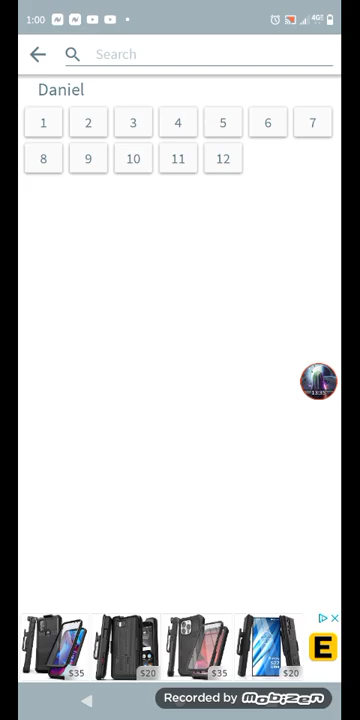 1:00
4G
Search
Daniel
1 2 3 4 5 6 7
8 9 10 11 12
$35 $20 $35 $20
E
Recorded by mobizen